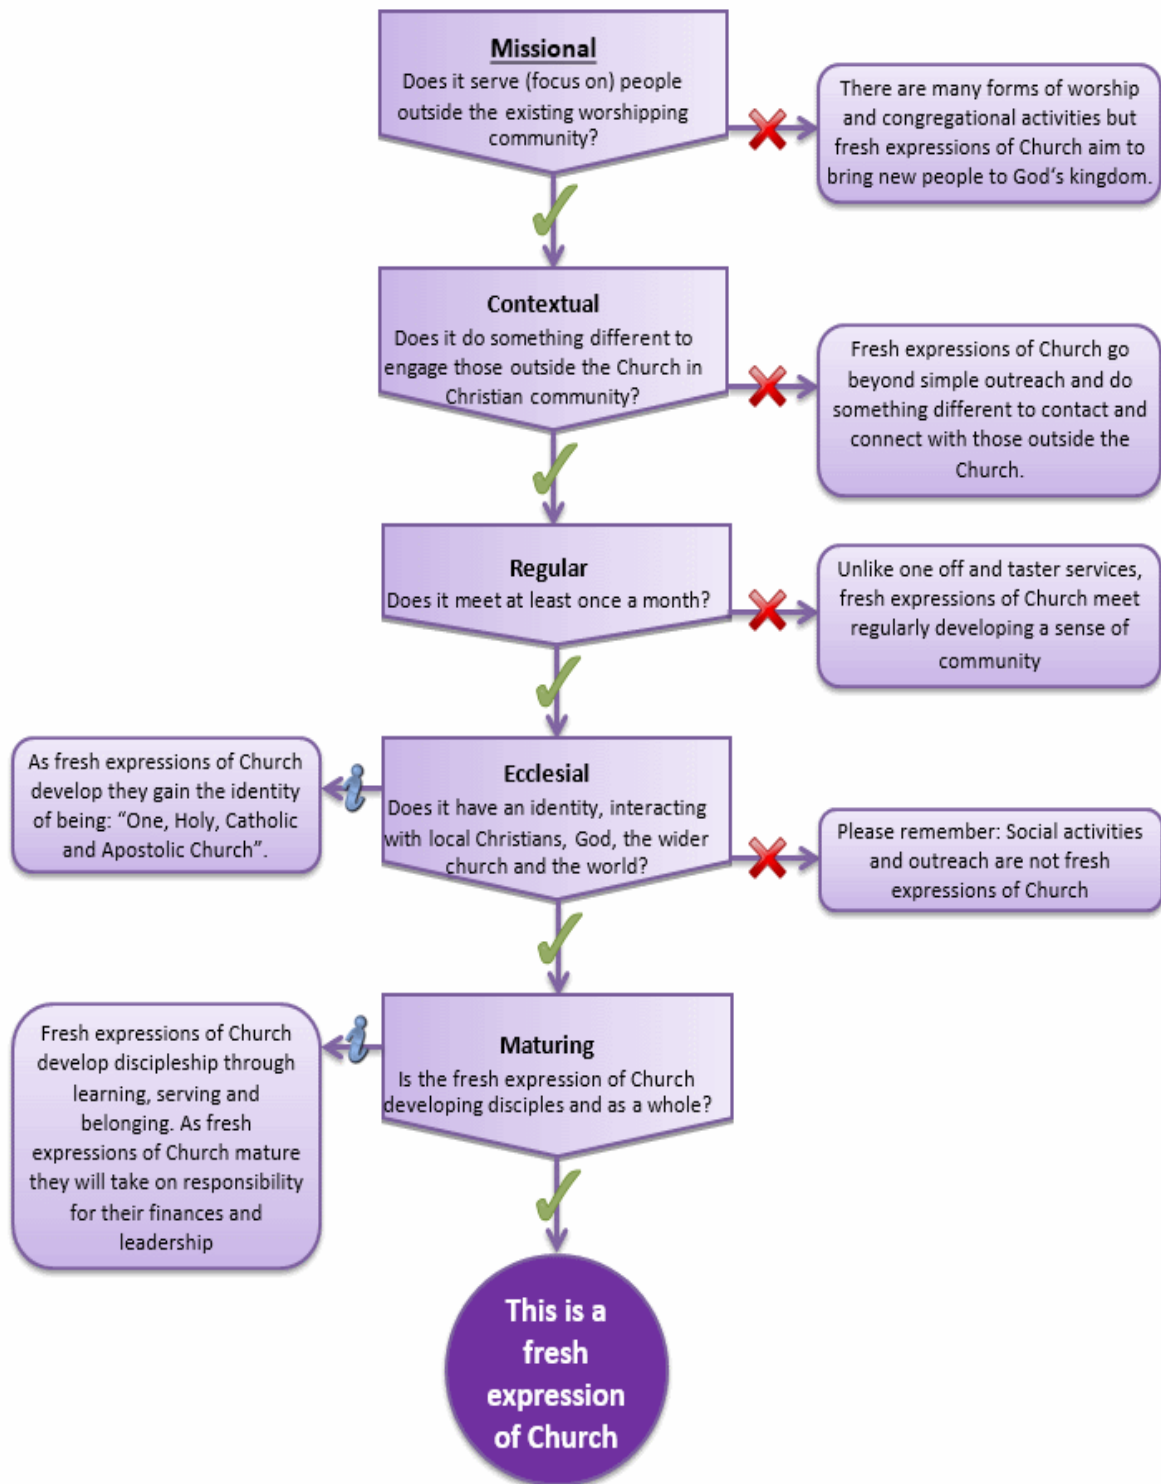 Missional
Does it serve (focus on) people
outside the existing worshipping
community?
There are many forms of worship
and congregational activities but
fresh expressions of Church aim to
bring new people to God's kingdom.
Contextual
Does it do something different to
engage those outside the Church in
Christian community?
Fresh expressions of Church go
beyond simple outreach and do
something different to contact and
connect with those outside the
Church.
Regular
Does it meet at least once a month?
Unlike one off and taster services,
fresh expressions of Church meet
regularly developing a sense of
community
As fresh expressions of Church
develop they gain the identity
of being: “One, Holy, Catholic
and Apostolic Church”.
Ecclesial
Does it have an identity, interacting
with local Christians, God, the wider
church and the world?
Please remember: Social activities
and outreach are not fresh
expressions of Church
Fresh expressions of Church
develop discipleship through
learning, serving and
belonging. As fresh
expressions of Church mature
they will take on responsibility
for their finances and
leadership
Maturing
Is the fresh expression of Church
developing disciples and as a whole?
This is a
fresh
expression
of Church